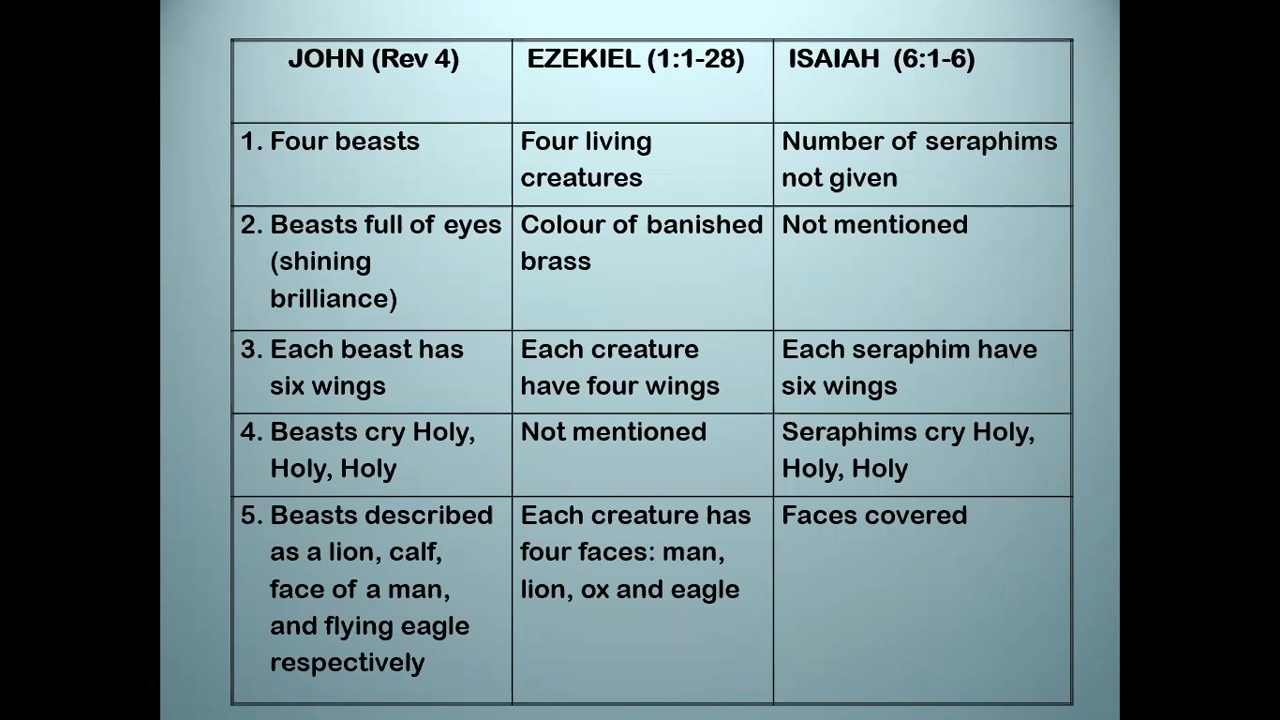 JOHN (Rev 4)
EZEKIEL (1:1-28)
ISAIAH (6:1-6)
1. Four beasts
Four living
creatures
Number of seraphims
not given
2. Beasts full of eyes
(shining
brilliance)
Colour of banished
brass
Not mentioned
3. Each beast has
six wings
Each creature
have four wings
Each seraphim have
six wings
4. Beasts cry Holy,
Holy, Holy
Not mentioned
Seraphims cry Holy,
Holy, Holy
5. Beasts described
as a lion, calf,
face of a man,
and flying eagle
respectively
Each creature has
four faces: man,
lion, ox and eagle
Faces covered